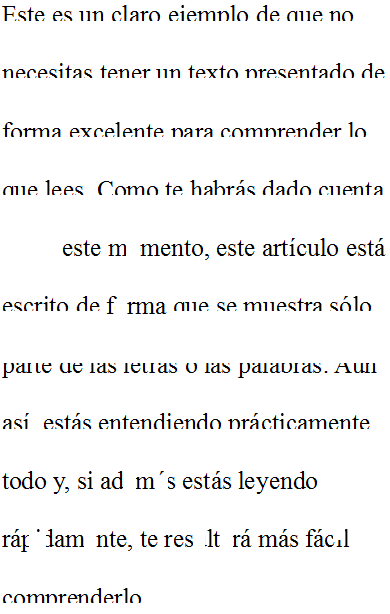 Este es un claro ejemplo de que no
necesitas tener un texto presentado de
forma excelente para comprender lo
que lees. Como te habrás dado cuenta
este m mento, este artículo está
escrito de f rma que se muestra sólo
parte de las letras o las palabras. Aun
así, estás entendiendo prácticamente
todo y, si ad m´s estás leyendo
ráp dam nte, te res lt rá más fácil
comprenderlo